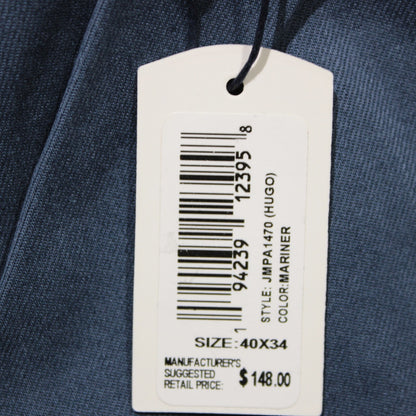 1 94239 12395 8
STYLE: JMPA1470 (HUGO)
COLOR:MARINER
SIZE: 40X34
MANUFACTURER'S
SUGGESTED
RETAIL PRICE: $ 148.00